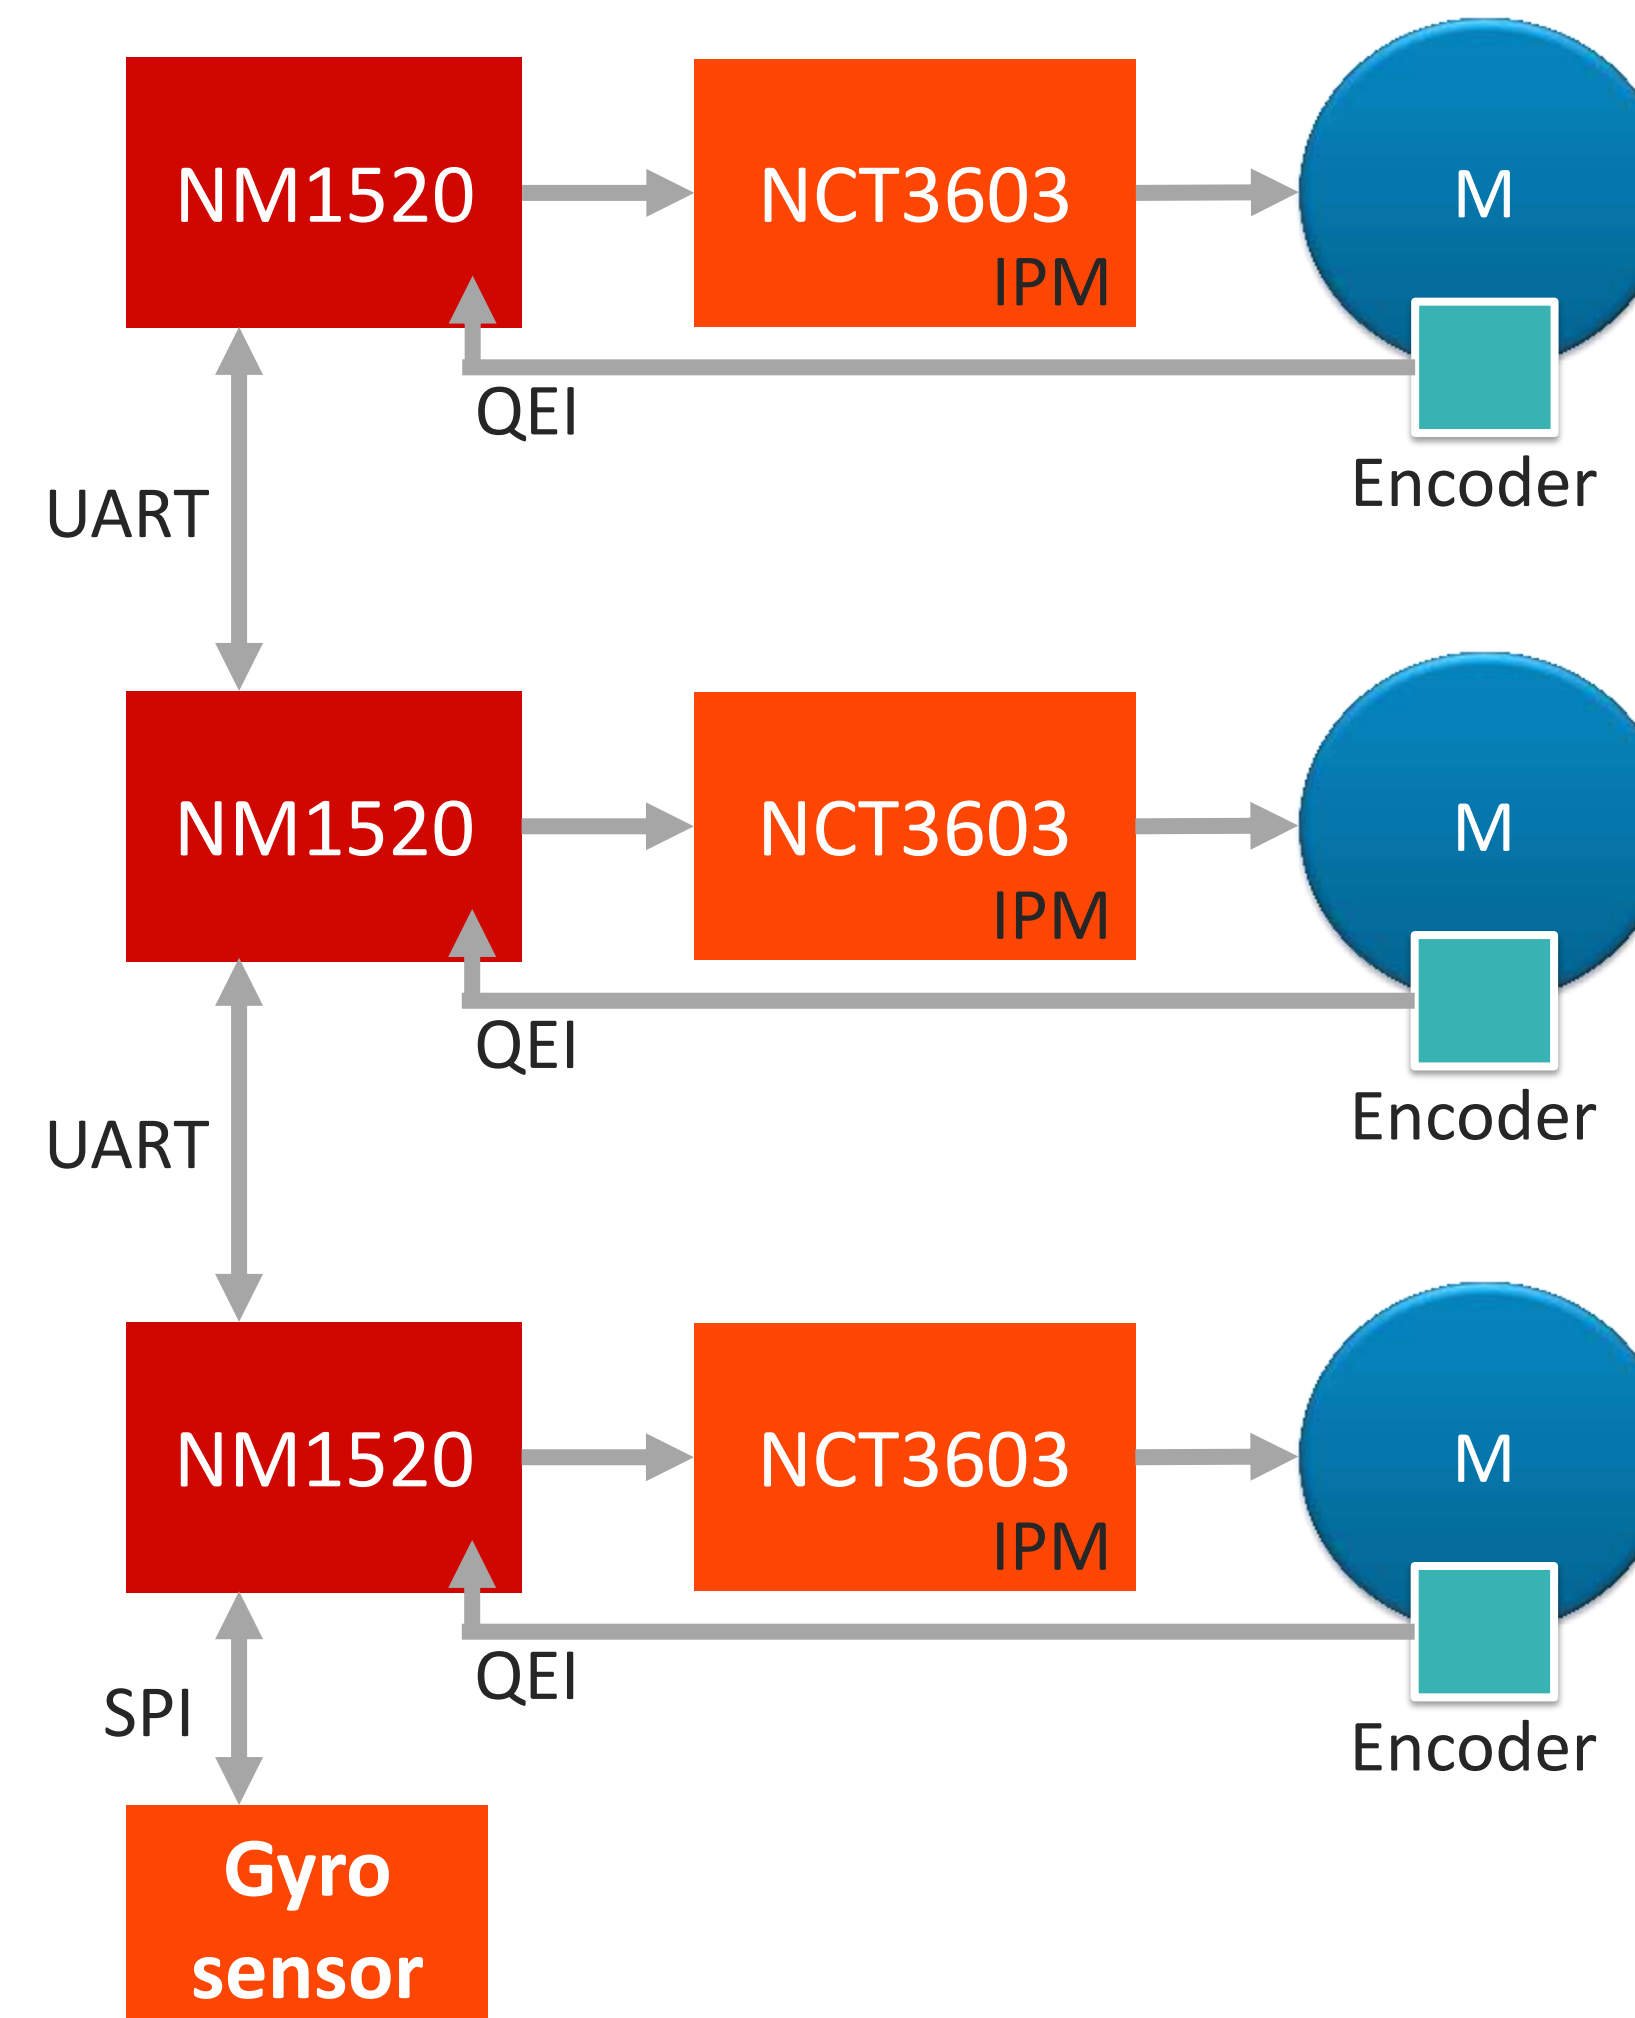 NM1520
NCT3603
IPM
M
QEI
Encoder
UART
NM1520
NCT3603
IPM
M
QEI
Encoder
UART
NM1520
NCT3603
IPM
M
QEI
Encoder
SPI
Gyro
sensor